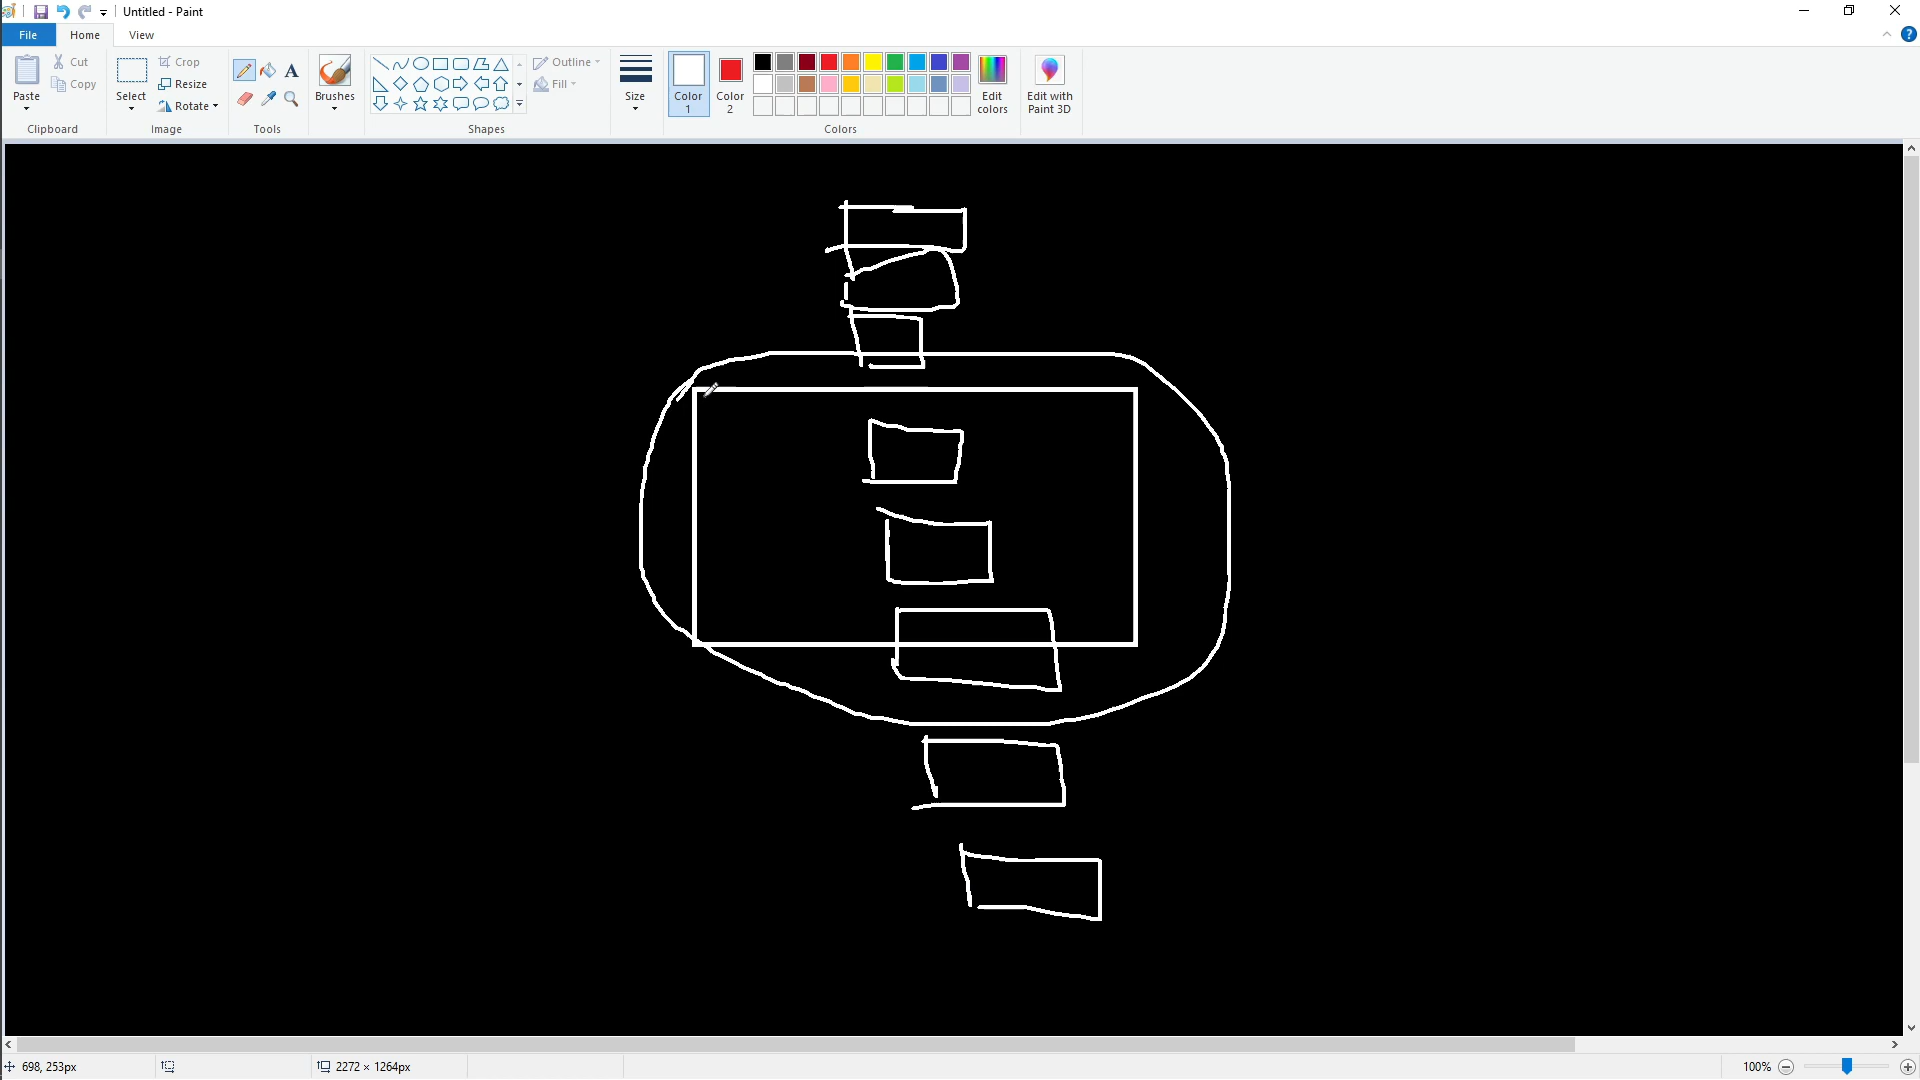 Untitled - Paint
File Home View
Paste
Cut
Copy
Clipboard
Select
Crop
Resize
Rotate
Image
A
Tools
Brushes
Outline
Fill
Shapes
Size
Color 1
Color 2
Edit colors
Colors
Edit with Paint 3D
?
698, 253px
2272 × 1264px
100%